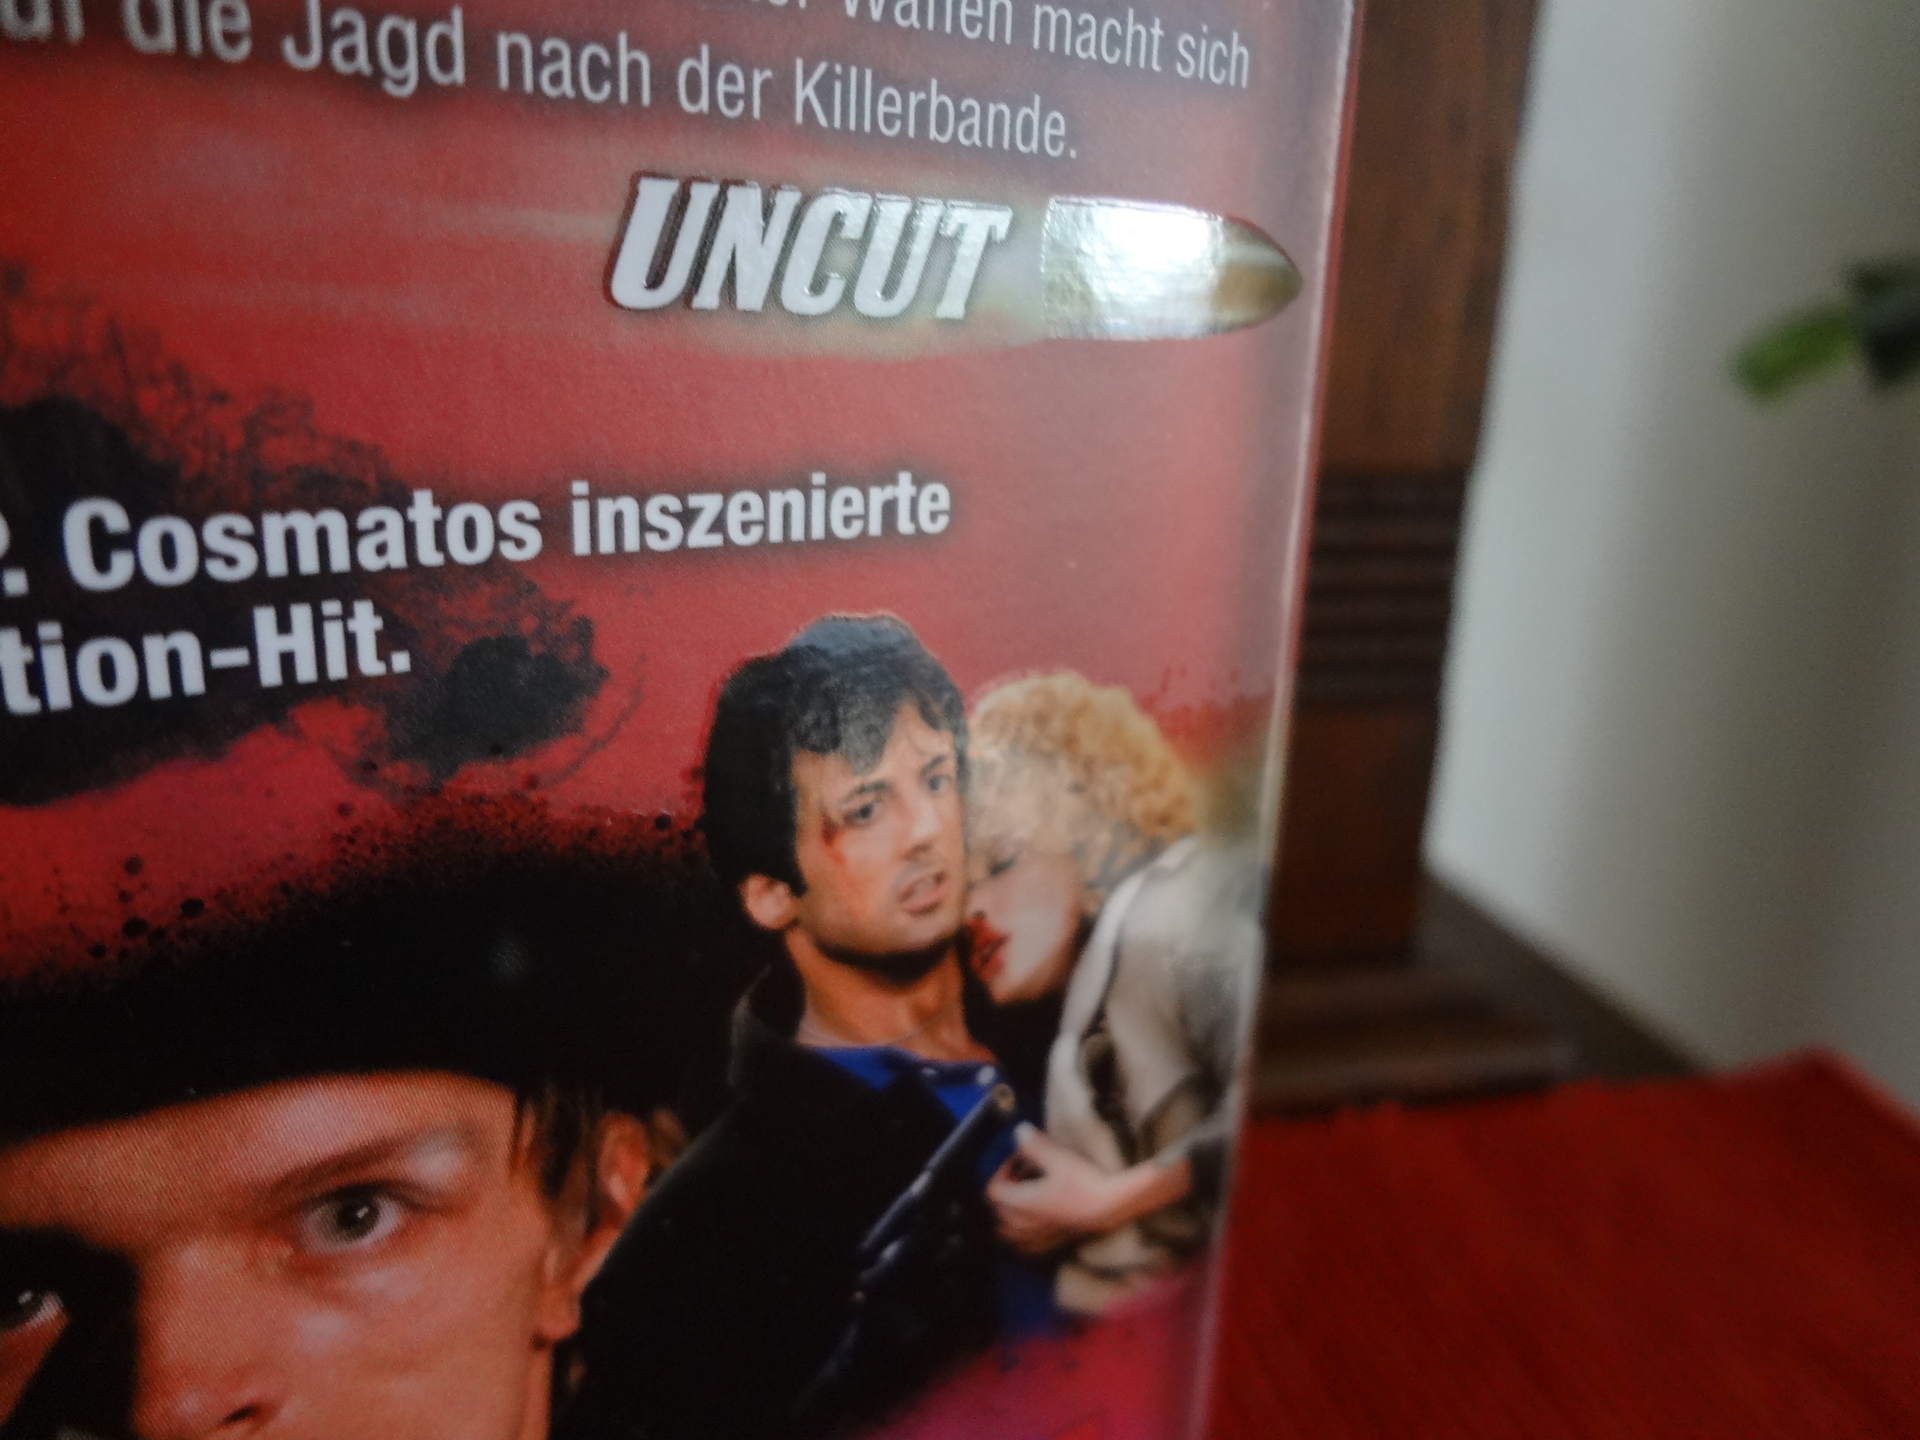 Waffen macht sich
die Jagd nach der Killerbande.
UNCUT
. Cosmatos inszenierte
tion-Hit.